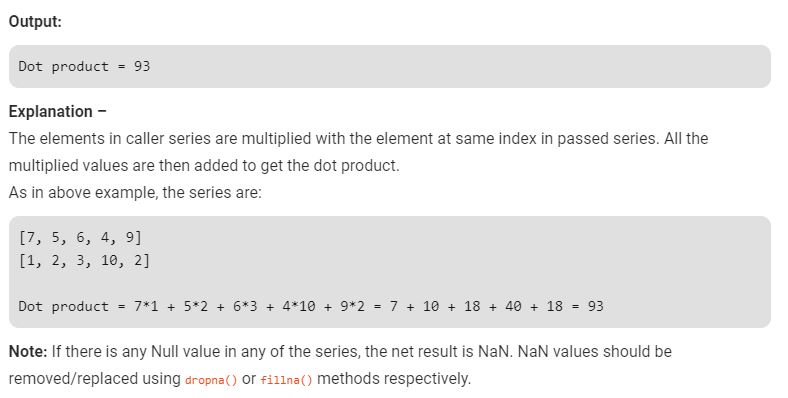 Output:
Dot product = 93
Explanation –
The elements in caller series are multiplied with the element at same index in passed series. All the
multiplied values are then added to get the dot product.
As in above example, the series are:
[7, 5, 6, 4, 9]
[1, 2, 3, 10, 2]
Dot product = 7*1 + 5*2 + 6*3 + 4*10 + 9*2 = 7 + 10 + 18 + 40 + 18 = 93
Note: If there is any Null value in any of the series, the net result is NaN. NaN values should be
removed/replaced using dropna() or fillna() methods respectively.